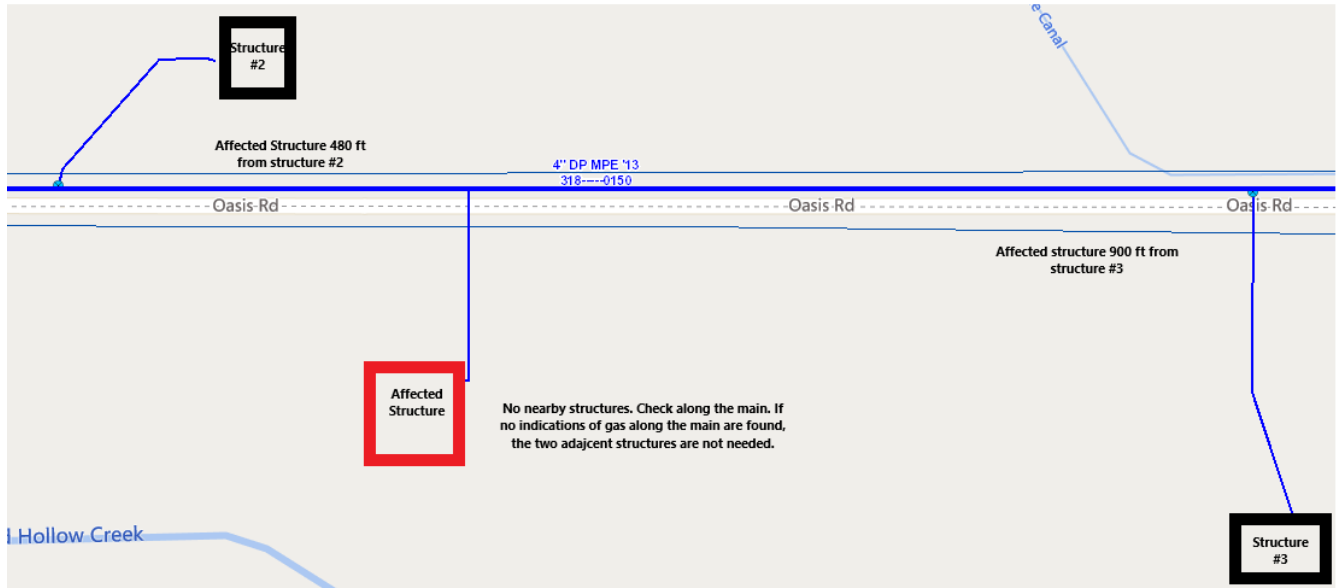 e Canal
Structure
#2
Affected Structure 480 ft
from structure #2
4" DP MPE '13
318-----0150
Oasis Rd
Oasis Rd
Oasis Rd
Affected structure 900 ft from
structure #3
Affected
Structure
No nearby structures. Check along the main. If
no indications of gas along the main are found,
the two adajcent structures are not needed.
Hollow Creek
Structure
#3